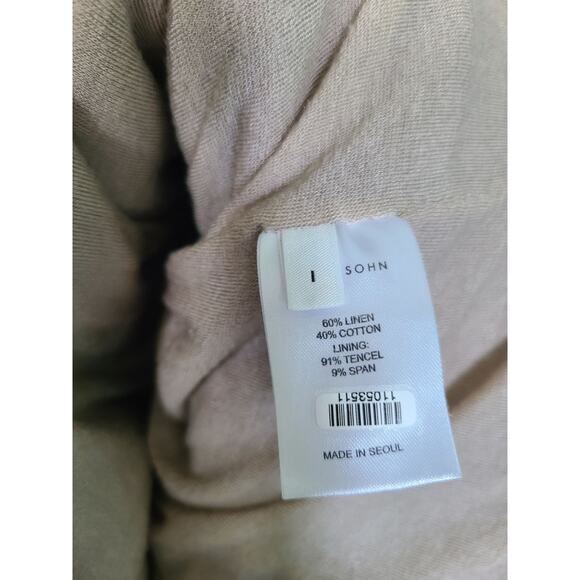 I
SOHN
60% LINEN
40% COTTON
LINING:
91% TENCEL
9% SPAN
11053511
MADE IN SEOUL